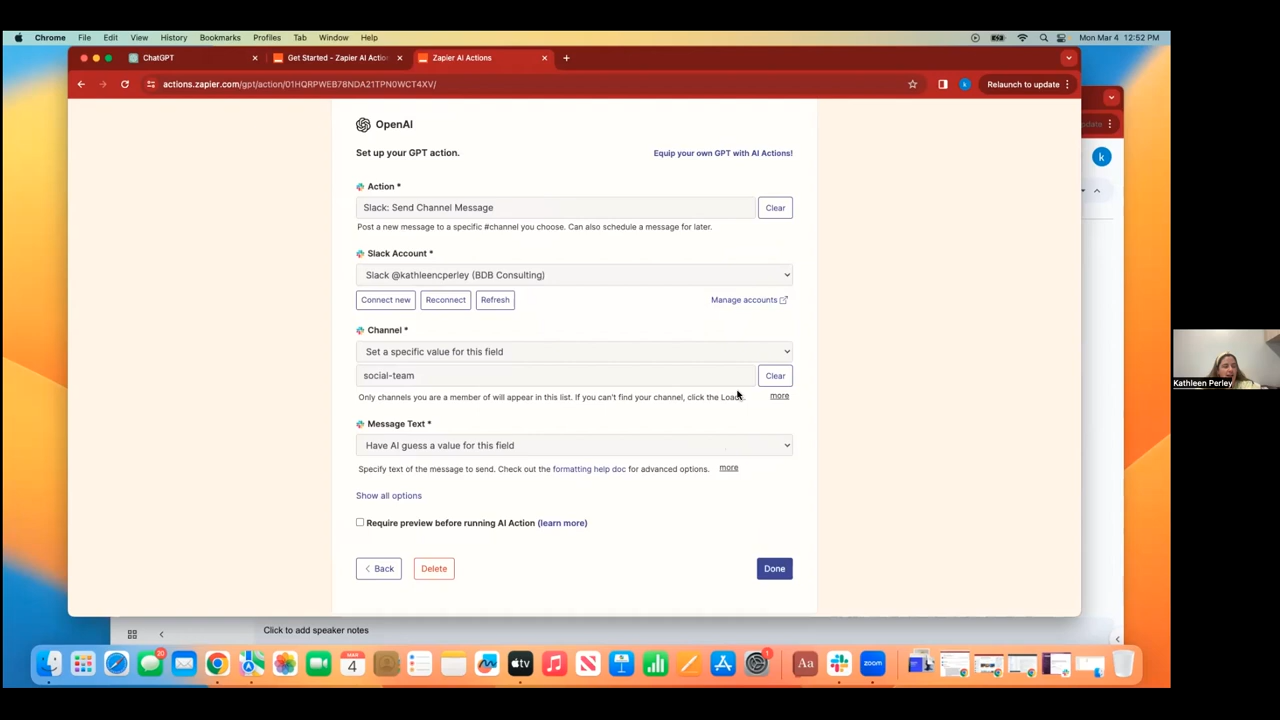 Chrome File Edit View History Bookmarks Profiles Tab Window Help
Mon Mar 4 12:52 PM
ChatGPT
Get Started - Zapier AI Actio
Zapier AI Actions
actions.zapier.com/gpt/action/01HQRPWEB78NDA21TPN0WCT4XV/
k
Relaunch to update
k
OpenAI
Set up your GPT action.
Equip your own GPT with AI Actions!
Action *
Slack: Send Channel Message
Clear
Post a new message to a specific #channel you choose. Can also schedule a message for later.
Slack Account *
Slack @kathleencperley (BDB Consulting)
Connect new
Reconnect
Refresh
Manage accounts
Channel *
Set a specific value for this field
social-team
Clear
Only channels you are a member of will appear in this list. If you can't find your channel, click the Load
more
Kathleen Perley
Message Text *
Have AI guess a value for this field
Specify text of the message to send. Check out the formatting help doc for advanced options.
more
Show all options
Require preview before running AI Action (learn more)
Back
Delete
Done
Click to add speaker notes
20
MAR
4
tv
1
Aa
zoom